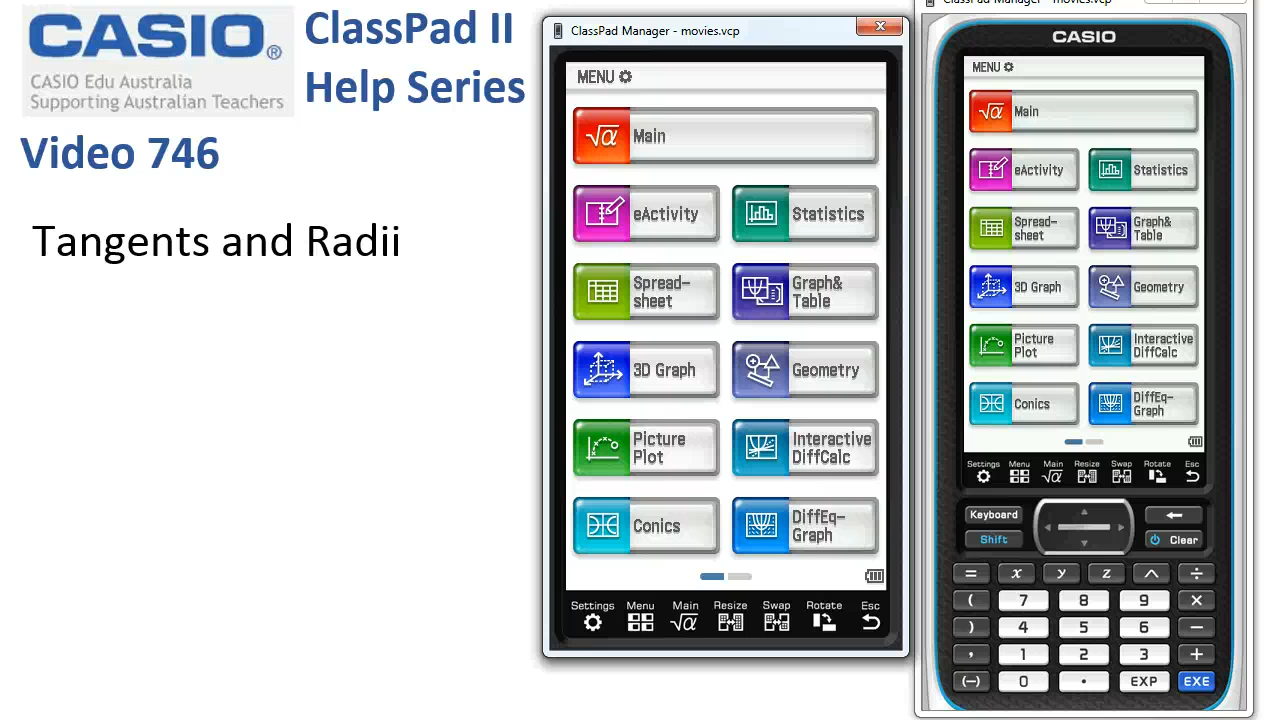 CASIO®
CASIO Edu Australia
Supporting Australian Teachers
ClassPad II
Help Series
Video 746
Tangents and Radii
ClassPad Manager - movies.vcp
MENU
Main
eActivity
Statistics
Spread-
sheet
Graph&
Table
3D Graph
Geometry
Picture
Plot
Interactive
DiffCalc
Conics
DiffEq-
Graph
Settings Menu Main Resize Swap Rotate Esc
ClassPad Manager - movies.vcp
CASIO
MENU
Main
eActivity
Statistics
Spread-
sheet
Graph&
Table
3D Graph
Geometry
Picture
Plot
Interactive
DiffCalc
Conics
DiffEq-
Graph
Settings Menu Main Resize Swap Rotate Esc
Keyboard
Shift
Clear
= x y z ^ ÷
( 7 8 9 ×
) 4 5 6 −
, 1 2 3 +
(−) 0 • EXP EXE